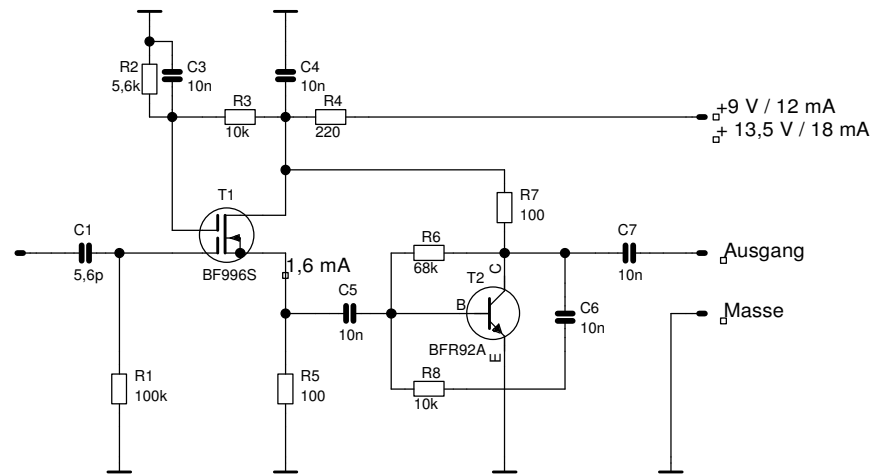 R2
5,6k
C3
10n
C4
10n
R3
10k
R4
220
+9 V / 12 mA
+ 13,5 V / 18 mA
T1
BF996S
R7
100
C1
5,6p
1,6 mA
R6
68k
C7
10n
Ausgang
C
T2
B
BFR92A
E
C5
10n
C6
10n
Masse
R1
100k
R5
100
R8
10k